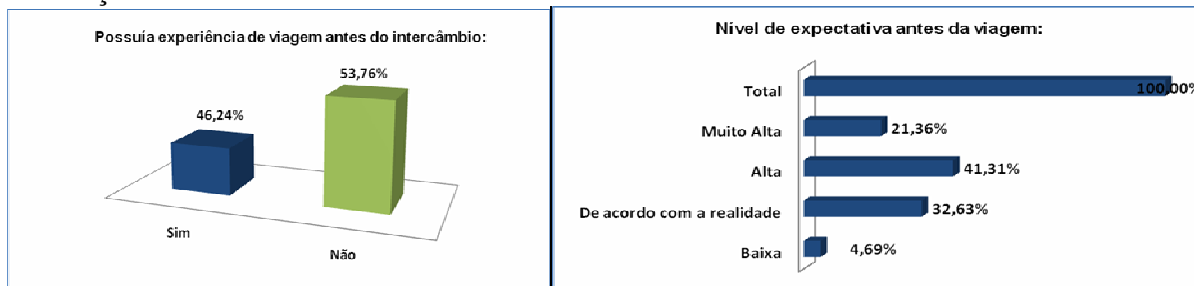 Possuía experiência de viagem antes do intercâmbio:
53,76%
46,24%
Sim
Não
Nível de expectativa antes da viagem:
Total 100,00%
Muito Alta 21,36%
Alta 41,31%
De acordo com a realidade 32,63%
Baixa 4,69%